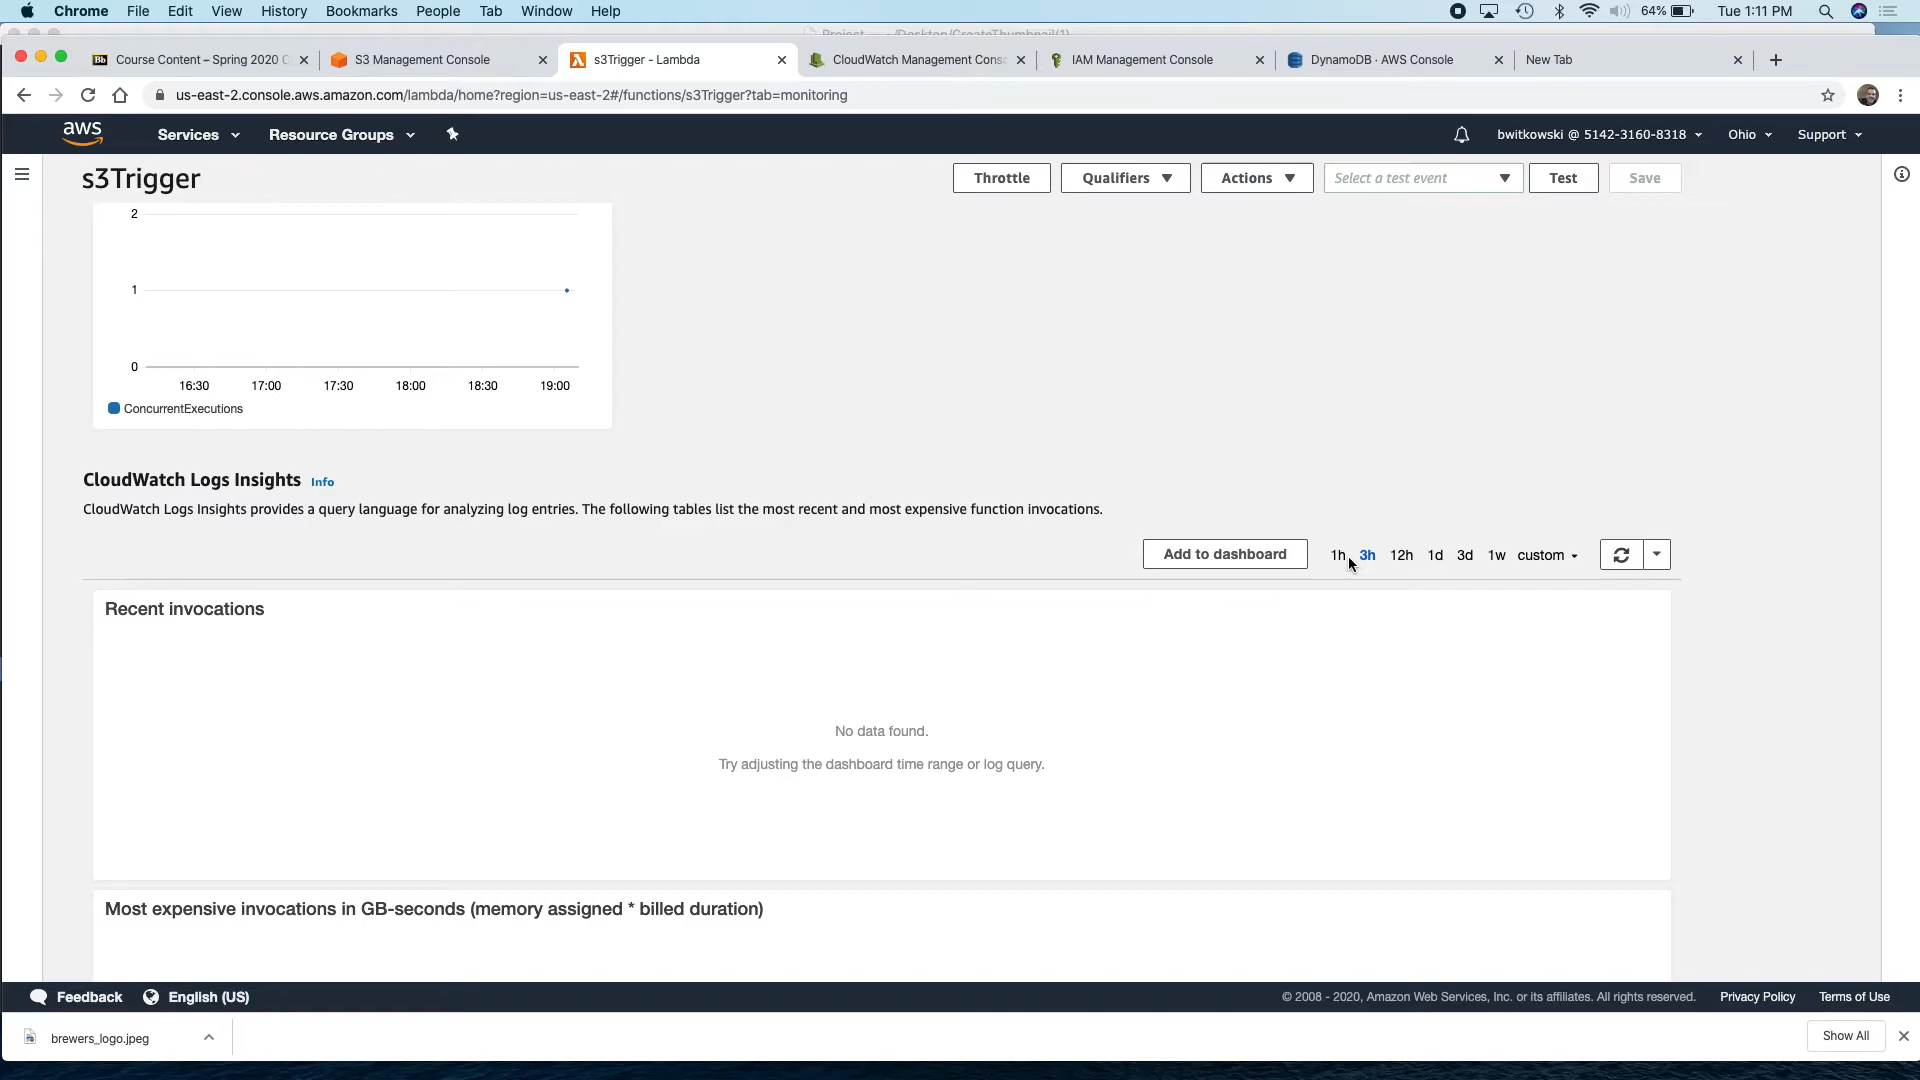 Chrome File Edit View History Bookmarks People Tab Window Help 64% Tue 1:11 PM
Project — ~/Desktop/CreateThumbnail(1)
Bb Course Content – Spring 2020 C S3 Management Console s3Trigger - Lambda CloudWatch Management Cons IAM Management Console DynamoDB · AWS Console New Tab
us-east-2.console.aws.amazon.com/lambda/home?region=us-east-2#/functions/s3Trigger?tab=monitoring
aws Services Resource Groups bwitkowski @ 5142-3160-8318 Ohio Support
s3Trigger Throttle Qualifiers Actions Select a test event Test Save
2
1
0
16:30 17:00 17:30 18:00 18:30 19:00
ConcurrentExecutions
CloudWatch Logs Insights Info
CloudWatch Logs Insights provides a query language for analyzing log entries. The following tables list the most recent and most expensive function invocations.
Add to dashboard 1h 3h 12h 1d 3d 1w custom
Recent invocations
No data found.
Try adjusting the dashboard time range or log query.
Most expensive invocations in GB-seconds (memory assigned * billed duration)
Feedback English (US) © 2008 - 2020, Amazon Web Services, Inc. or its affiliates. All rights reserved. Privacy Policy Terms of Use
brewers_logo.jpeg Show All